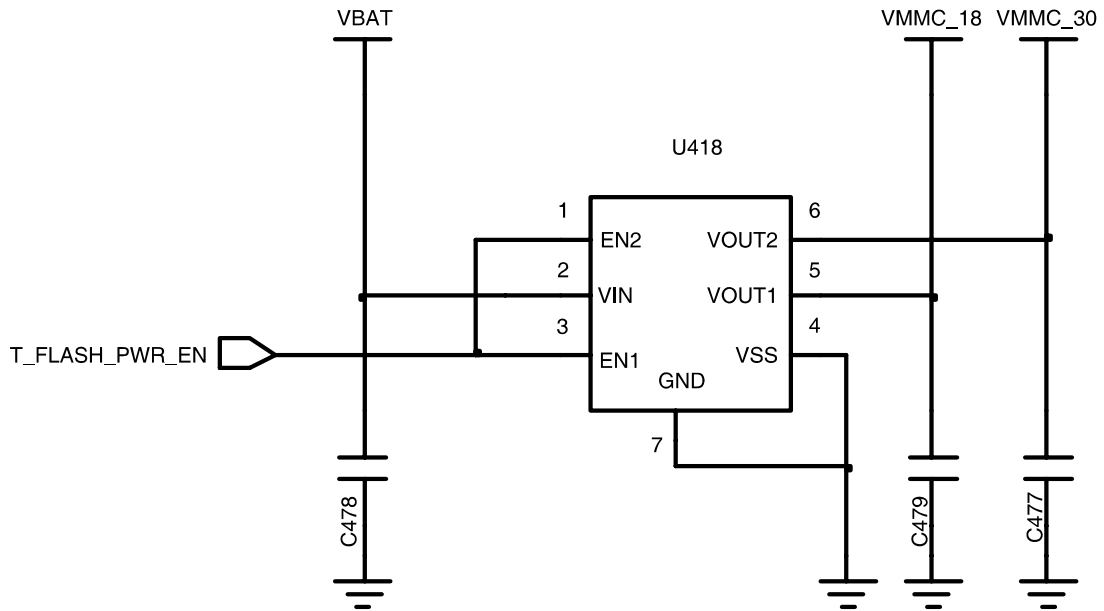 VBAT
VMMC_18
VMMC_30
U418
1
6
EN2
VOUT2
2
5
VIN
VOUT1
3
4
T_FLASH_PWR_EN
EN1
VSS
GND
7
C478
C479
C477